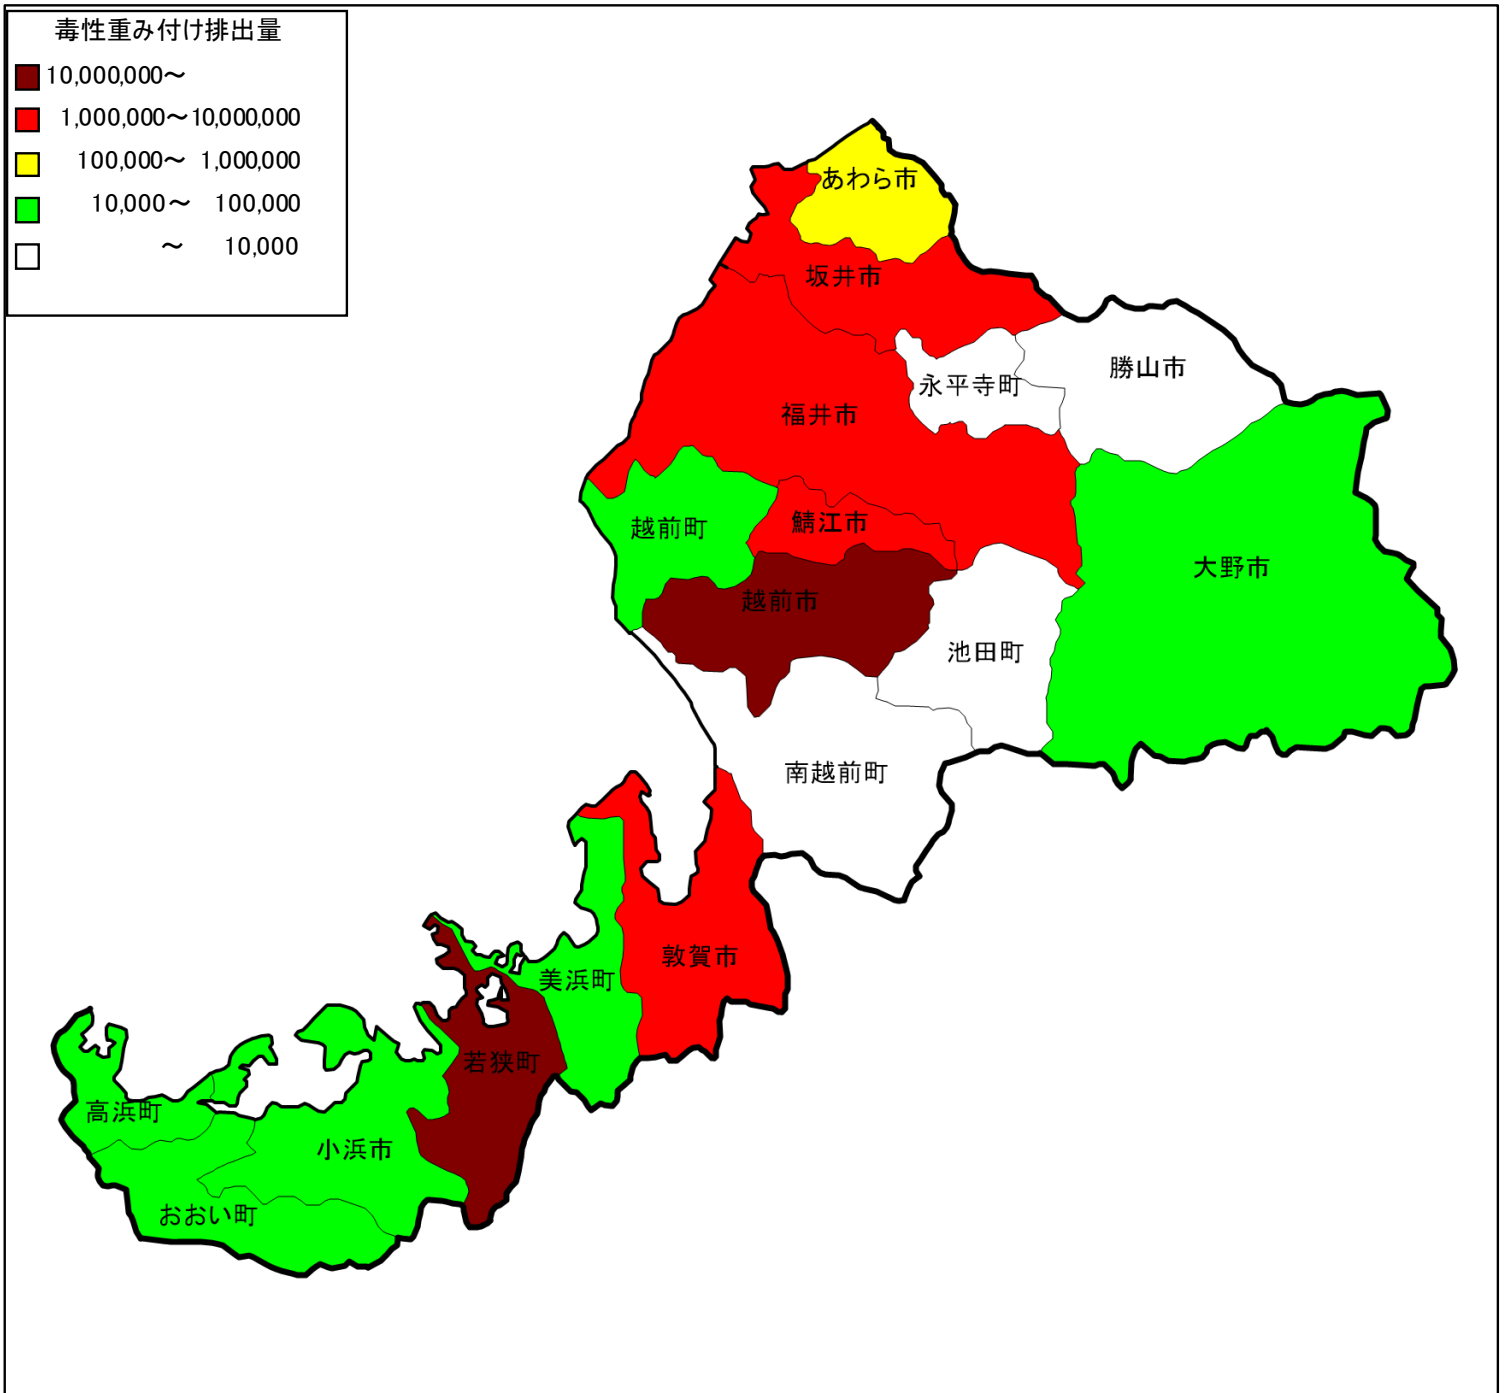 毒性重み付け排出量
10,000,000～
1,000,000～10,000,000
100,000～ 1,000,000
10,000～ 100,000
～ 10,000
あわら市
坂井市
勝山市
永平寺町
福井市
鯖江市
越前町
大野市
越前市
池田町
南越前町
敦賀市
美浜町
若狭町
高浜町
小浜市
おおい町